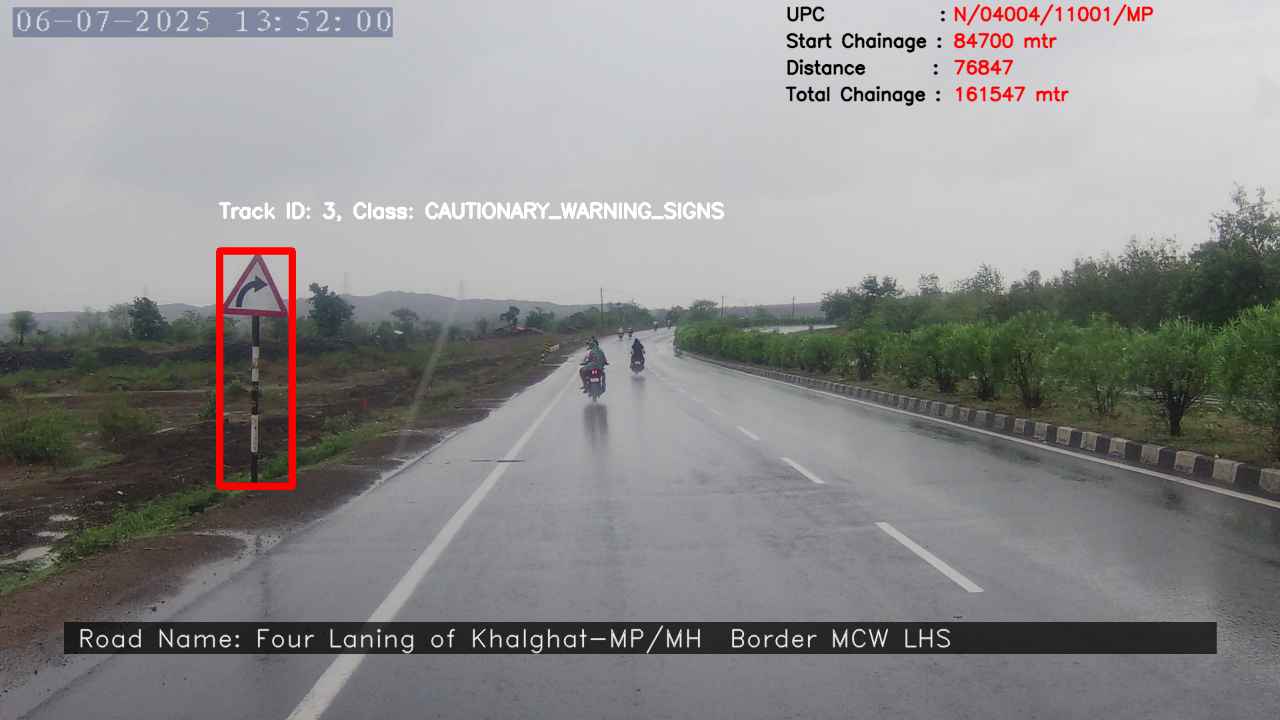 06-07-2025 13:52:00
UPC : N/04004/11001/MP
Start Chainage : 84700 mtr
Distance : 76847
Total Chainage : 161547 mtr
Track ID: 3, Class: CAUTIONARY_WARNING_SIGNS
Road Name: Four Laning of Khalghat-MP/MH Border MCW LHS